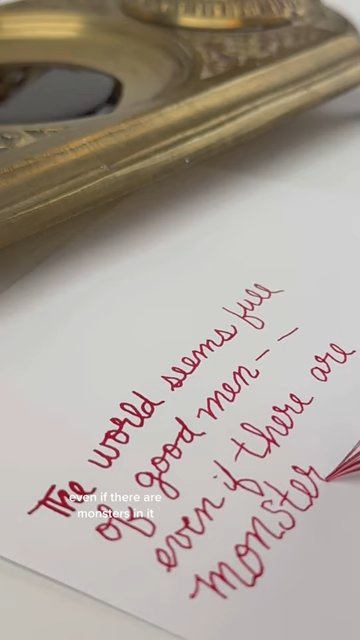 The world seems full
of good men--
even if there are
monster
even if there are
monsters in it